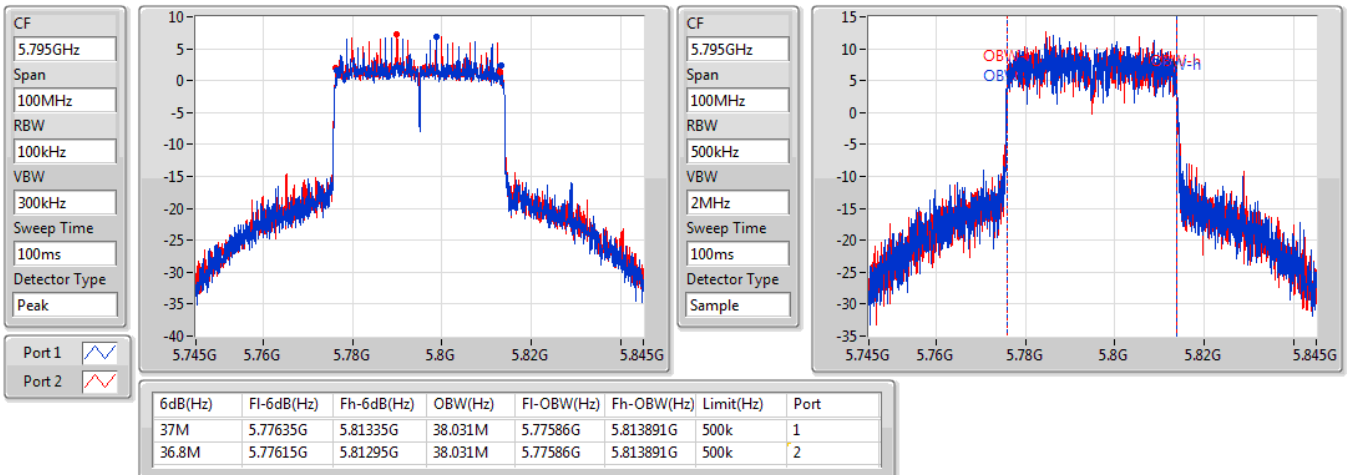 CF
5.795GHz
Span
100MHz
RBW
100kHz
VBW
300kHz
Sweep Time
100ms
Detector Type
Peak
Port 1
Port 2
10
5
0
-5
-10
-15
-20
-25
-30
-35
-40
5.745G 5.76G 5.78G 5.8G 5.82G 5.845G
CF
5.795GHz
Span
100MHz
RBW
500kHz
VBW
2MHz
Sweep Time
100ms
Detector Type
Sample
15
10
5
0
-5
-10
-15
-20
-25
-30
-35
5.745G 5.76G 5.78G 5.8G 5.82G 5.845G
6dB(Hz) Fl-6dB(Hz) Fh-6dB(Hz) OBW(Hz) Fl-OBW(Hz) Fh-OBW(Hz) Limit(Hz) Port
37M 5.77635G 5.81335G 38.031M 5.77586G 5.813891G 500k 1
36.8M 5.77615G 5.81295G 38.031M 5.77586G 5.813891G 500k 2